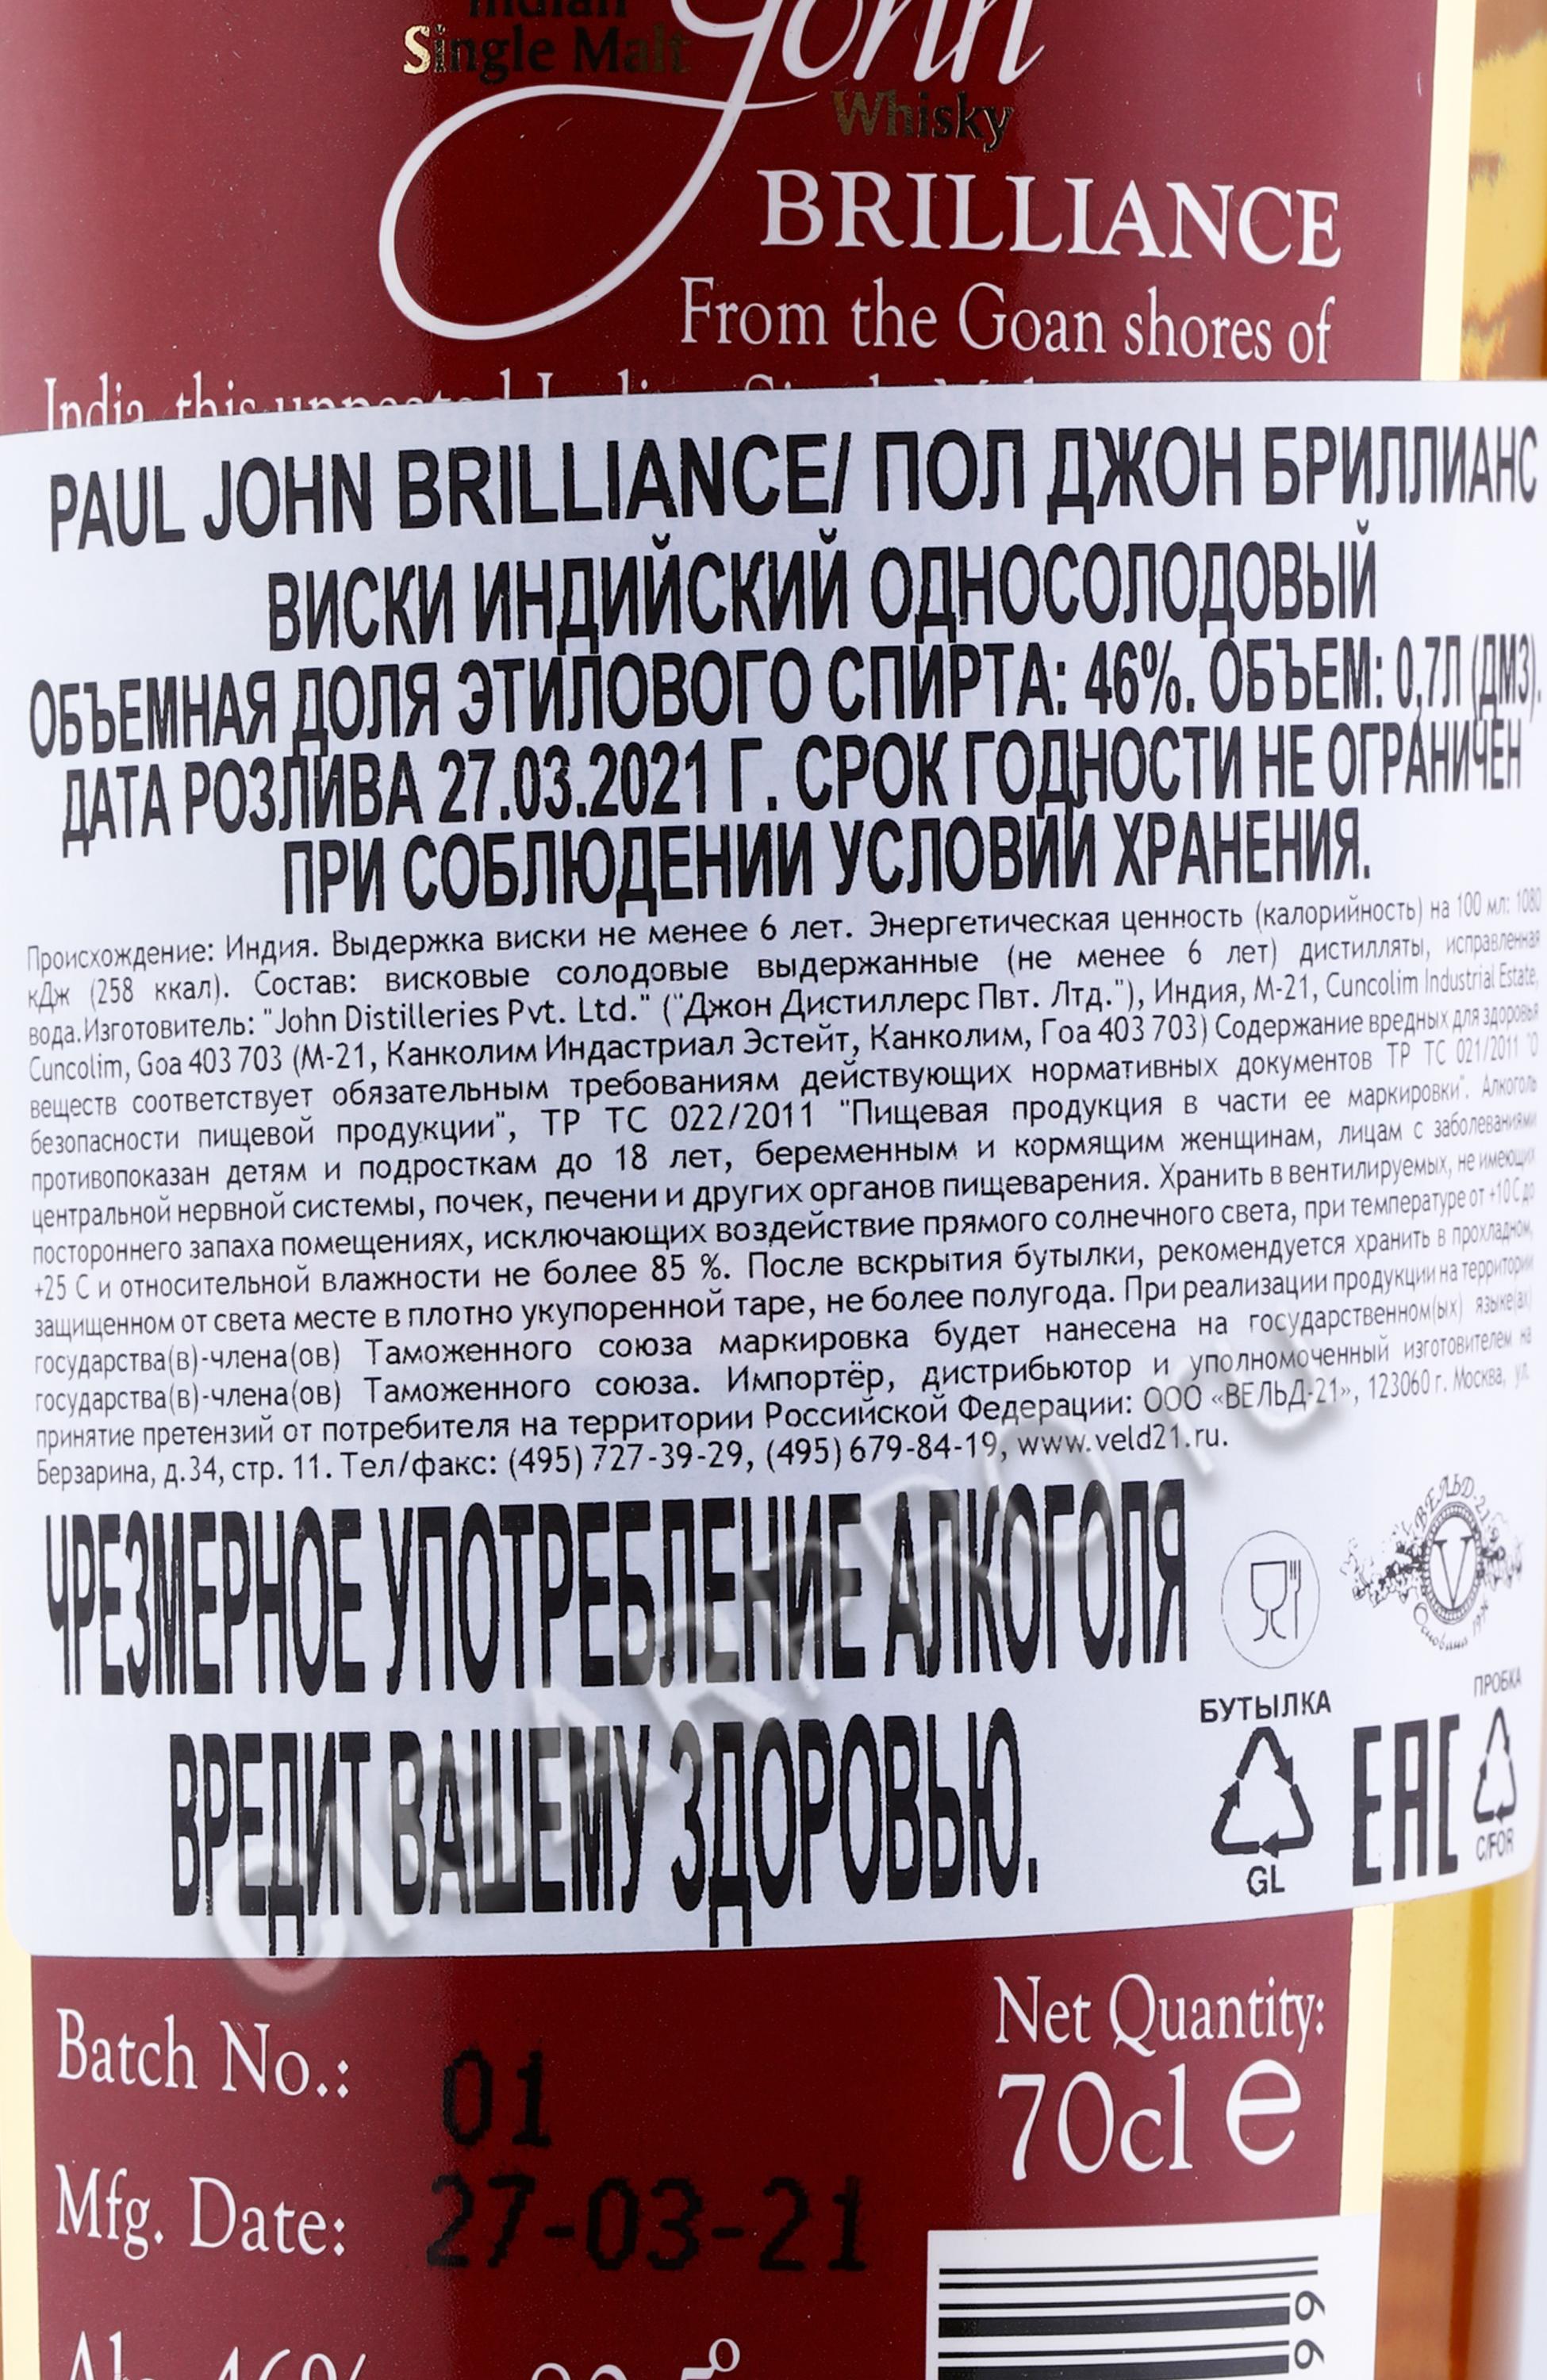 Indian
Single Malt
John
Whisky
BRILLIANCE
From the Goan shores of
India, this unpeated Indian Single Malt
PAUL JOHN BRILLIANCE/ ПОЛ ДЖОН БРИЛЛИАНС
ВИСКИ ИНДИЙСКИЙ ОДНОСОЛОДОВЫЙ
ОБЪЕМНАЯ ДОЛЯ ЭТИЛОВОГО СПИРТА: 46%. ОБЪЕМ: 0,7Л (ДМ3).
ДАТА РОЗЛИВА 27.03.2021 Г. СРОК ГОДНОСТИ НЕ ОГРАНИЧЕН
ПРИ СОБЛЮДЕНИИ УСЛОВИЙ ХРАНЕНИЯ.
Происхождение: Индия. Выдержка виски не менее 6 лет. Энергетическая ценность (калорийность) на 100 мл: 1080
кДж (258 ккал). Состав: висковые солодовые выдержанные (не менее 6 лет) дистилляты, исправленная
вода.Изготовитель: "John Distilleries Pvt. Ltd." ("Джон Дистиллерс Пвт. Лтд."), Индия, M-21, Cuncolim Industrial Estate,
Cuncolim, Goa 403 703 (М-21, Канколим Индастриал Эстейт, Канколим, Гоа 403 703) Содержание вредных для здоровья
веществ соответствует обязательным требованиям действующих нормативных документов ТР ТС 021/2011 "О
безопасности пищевой продукции", ТР ТС 022/2011 "Пищевая продукция в части ее маркировки". Алкоголь
противопоказан детям и подросткам до 18 лет, беременным и кормящим женщинам, лицам с заболеваниями
центральной нервной системы, почек, печени и других органов пищеварения. Хранить в вентилируемых, не имеющих
постороннего запаха помещениях, исключающих воздействие прямого солнечного света, при температуре от +10 С до
+25 С и относительной влажности не более 85 %. После вскрытия бутылки, рекомендуется хранить в прохладном,
защищенном от света месте в плотно укупоренной таре, не более полугода. При реализации продукции на территории
государства(в)-члена(ов) Таможенного союза маркировка будет нанесена на государственном(ых) языке(ах)
государства(в)-члена(ов) Таможенного союза. Импортёр, дистрибьютор и уполномоченный изготовителем на
принятие претензий от потребителя на территории Российской Федерации: ООО «ВЕЛЬД-21», 123060 г. Москва, ул.
Берзарина, д.34, стр. 11. Тел/факс: (495) 727-39-29, (495) 679-84-19, www.veld21.ru.
ЧРЕЗМЕРНОЕ УПОТРЕБЛЕНИЕ АЛКОГОЛЯ
ВРЕДИТ ВАШЕМУ ЗДОРОВЬЮ.
ВЕЛЬД-21
V
БУТЫЛКА
GL
EAC
ПРОБКА
C/FOR
CIGARPRO.ru
Batch No.: 01
Mfg. Date: 27-03-21
Net Quantity:
70cl e